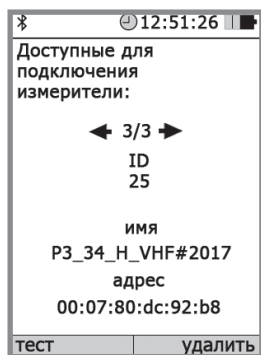 12:51:26
Доступные для
подключения
измерители:
3/3
ID
25
имя
P3_34_H_VHF#2017
адрес
00:07:80:dc:92:b8
тест удалить